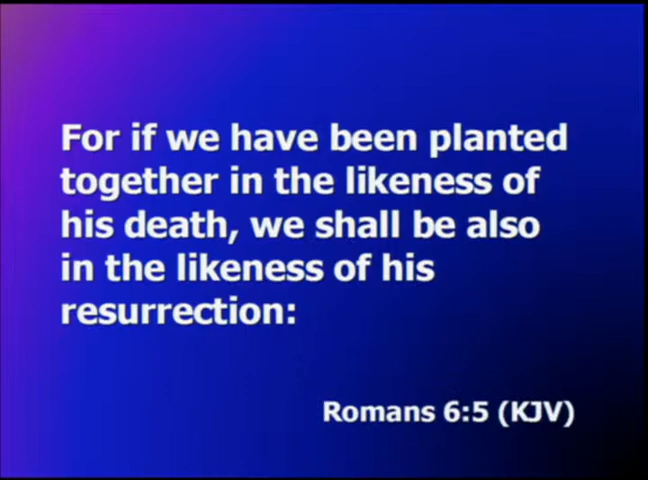 For if we have been planted
together in the likeness of
his death, we shall be also
in the likeness of his
resurrection:
Romans 6:5 (KJV)